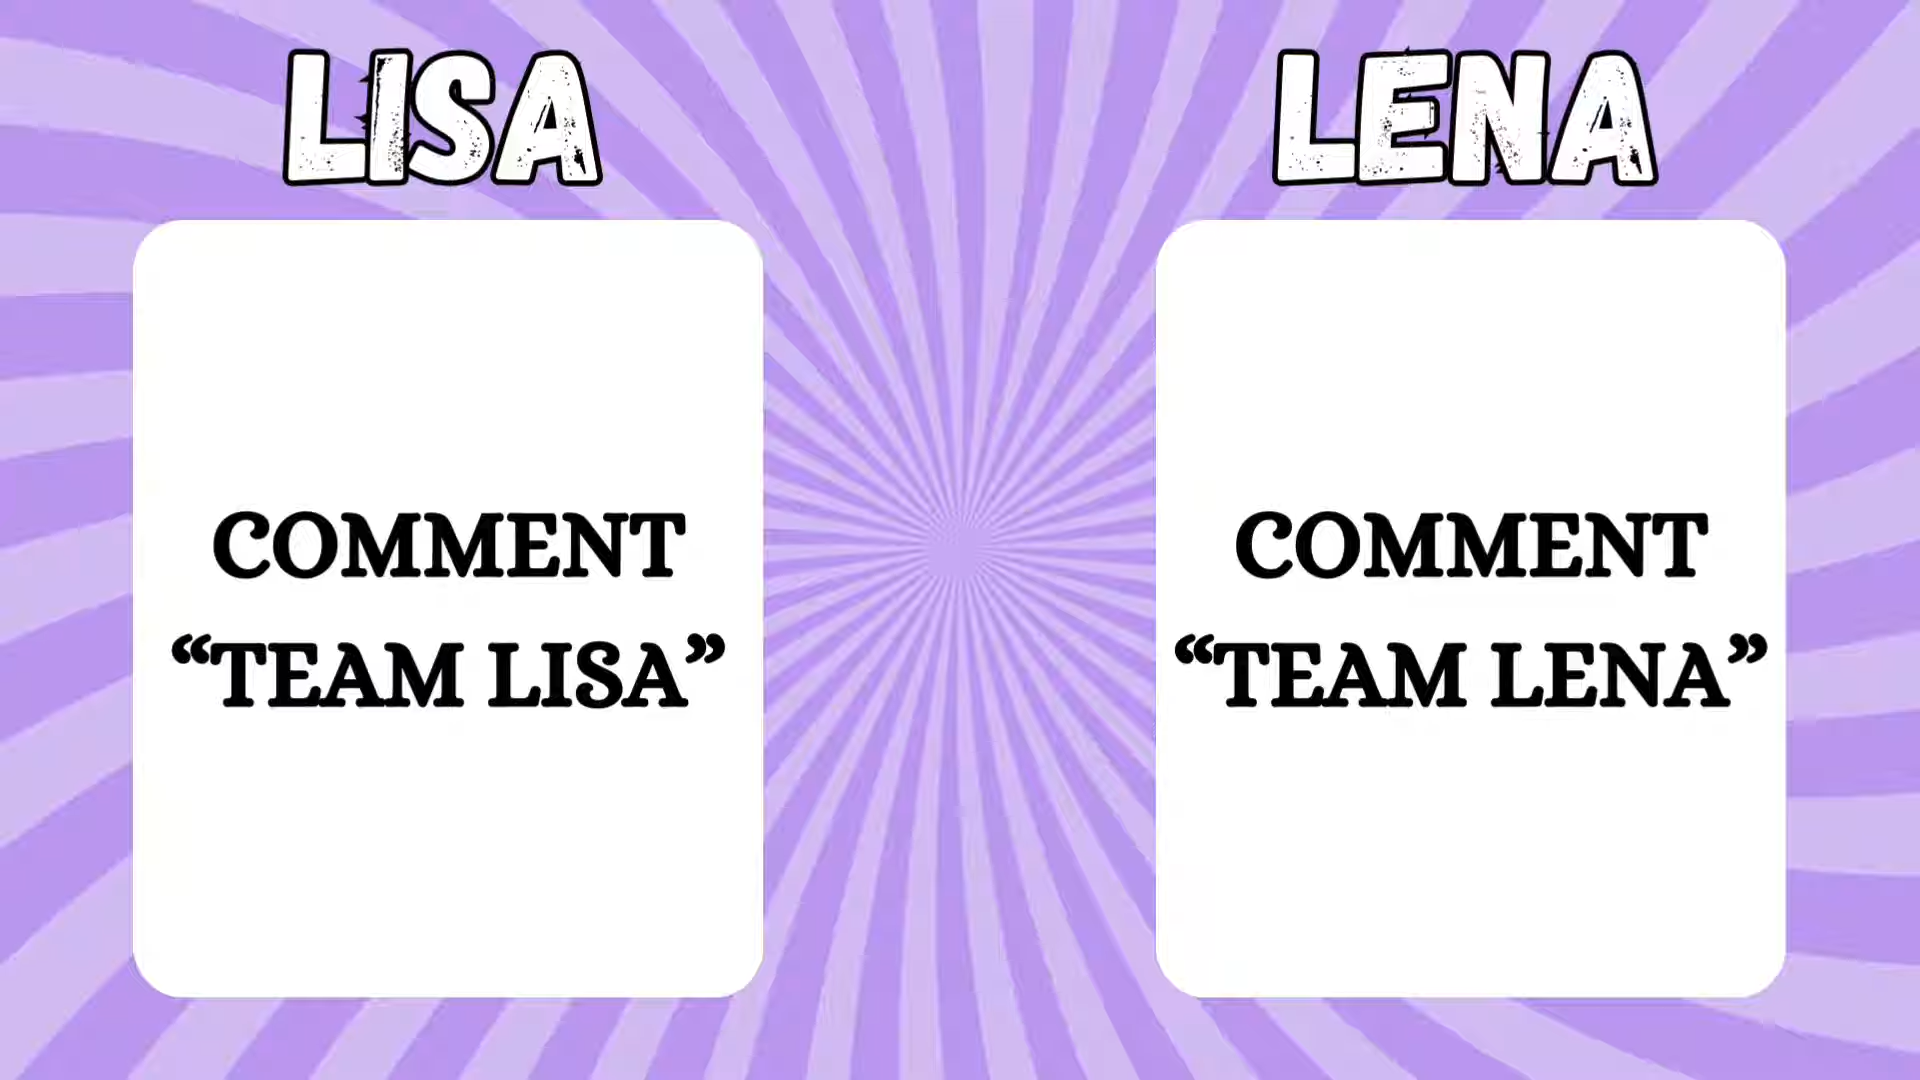 LISA
COMMENT
“TEAM LISA”
LENA
COMMENT
“TEAM LENA”